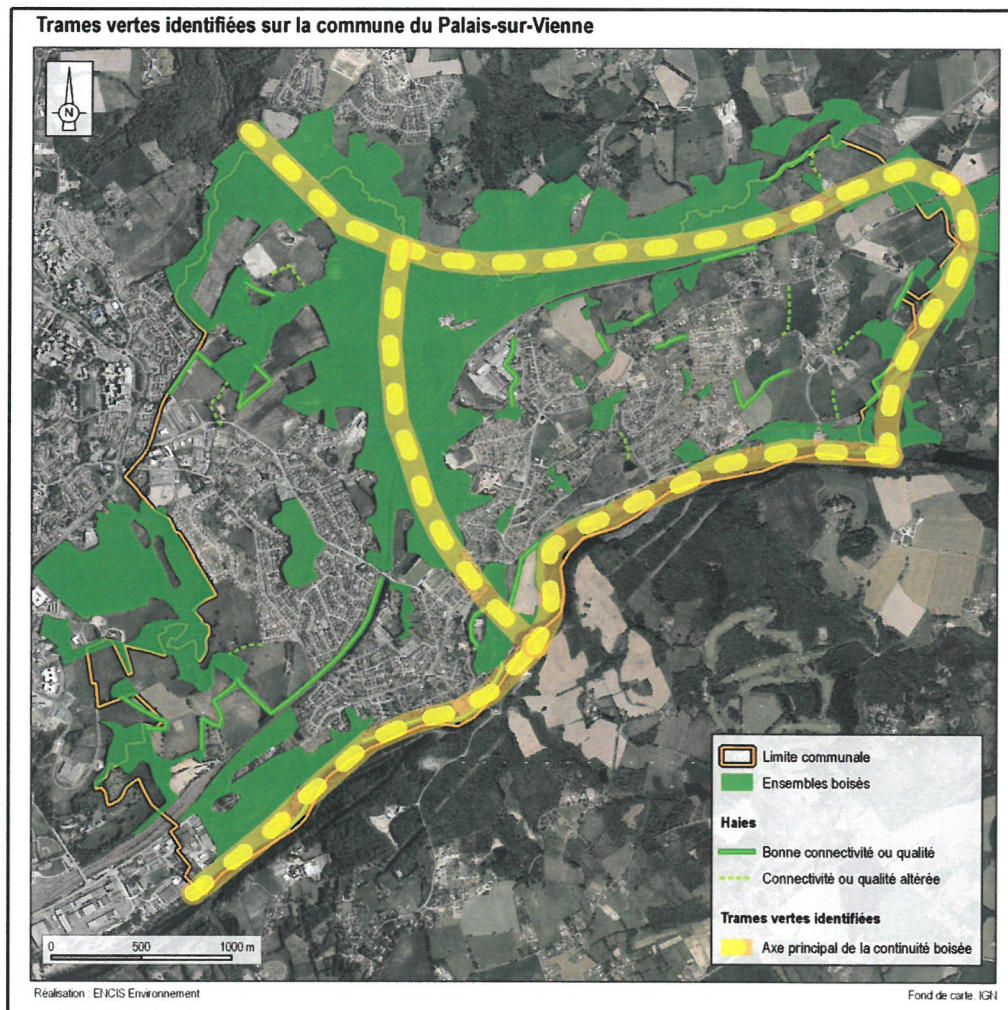 Trames vertes identifiées sur la commune du Palais-sur-Vienne
N
Limite communale
Ensembles boisés
Haies
Bonne connectivité ou qualité
Connectivité ou qualité altérée
Trames vertes identifiées
Axe principal de la continuité boisée
0 500 1000 m
Réalisation : ENCIS Environnement
Fond de carte: IGN